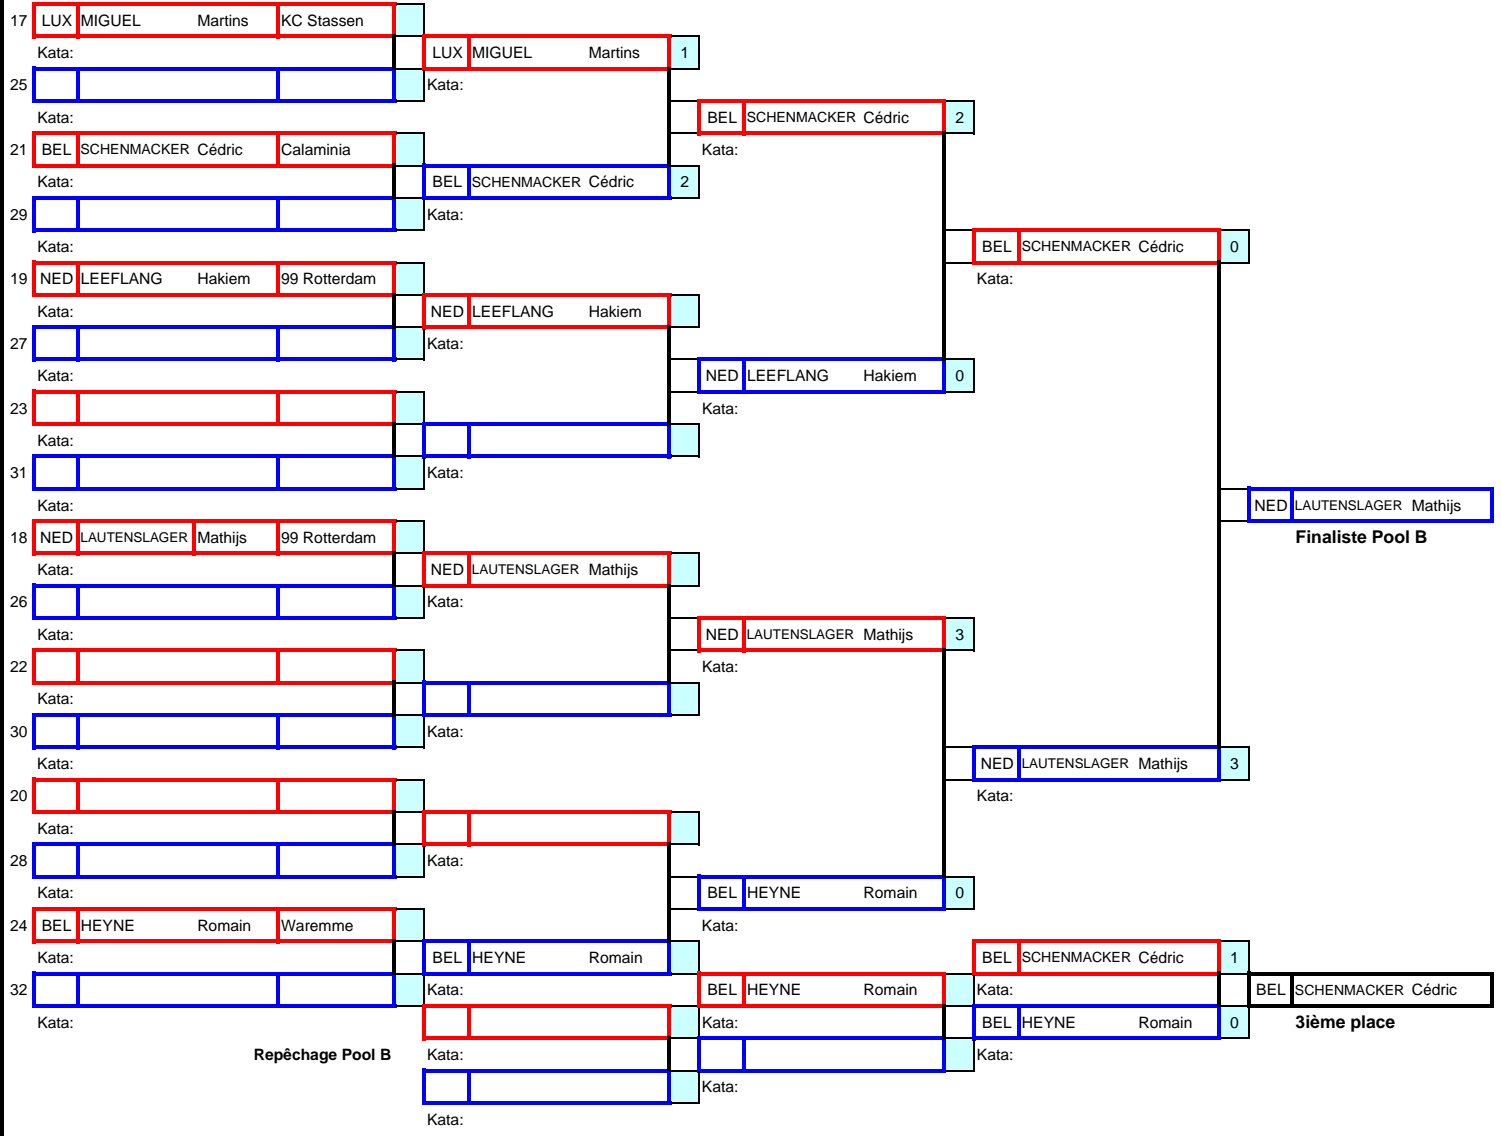 17 LUX MIGUEL Martins KC Stassen
Kata: LUX MIGUEL Martins 1
25 Kata:
Kata: BEL SCHENMACKER Cédric 2
21 BEL SCHENMACKER Cédric Calaminia Kata:
Kata: BEL SCHENMACKER Cédric 2
29 Kata:
Kata: BEL SCHENMACKER Cédric 0
19 NED LEEFLANG Hakiem 99 Rotterdam Kata:
Kata: NED LEEFLANG Hakiem
27 Kata:
Kata: NED LEEFLANG Hakiem 0
23 Kata:
Kata:
31 Kata:
Kata: NED LAUTENSLAGER Mathijs
18 NED LAUTENSLAGER Mathijs 99 Rotterdam Finaliste Pool B
Kata: NED LAUTENSLAGER Mathijs
26 Kata:
Kata: NED LAUTENSLAGER Mathijs 3
22 Kata:
Kata:
30 Kata:
Kata: NED LAUTENSLAGER Mathijs 3
20 Kata:
Kata:
28 Kata:
Kata: BEL HEYNE Romain 0
24 BEL HEYNE Romain Waremme Kata:
Kata: BEL HEYNE Romain BEL SCHENMACKER Cédric 1
32 Kata: BEL HEYNE Romain Kata: BEL SCHENMACKER Cédric
Kata: Kata: BEL HEYNE Romain 0 3ième place
Repêchage Pool B Kata: Kata:
Kata:
Kata: